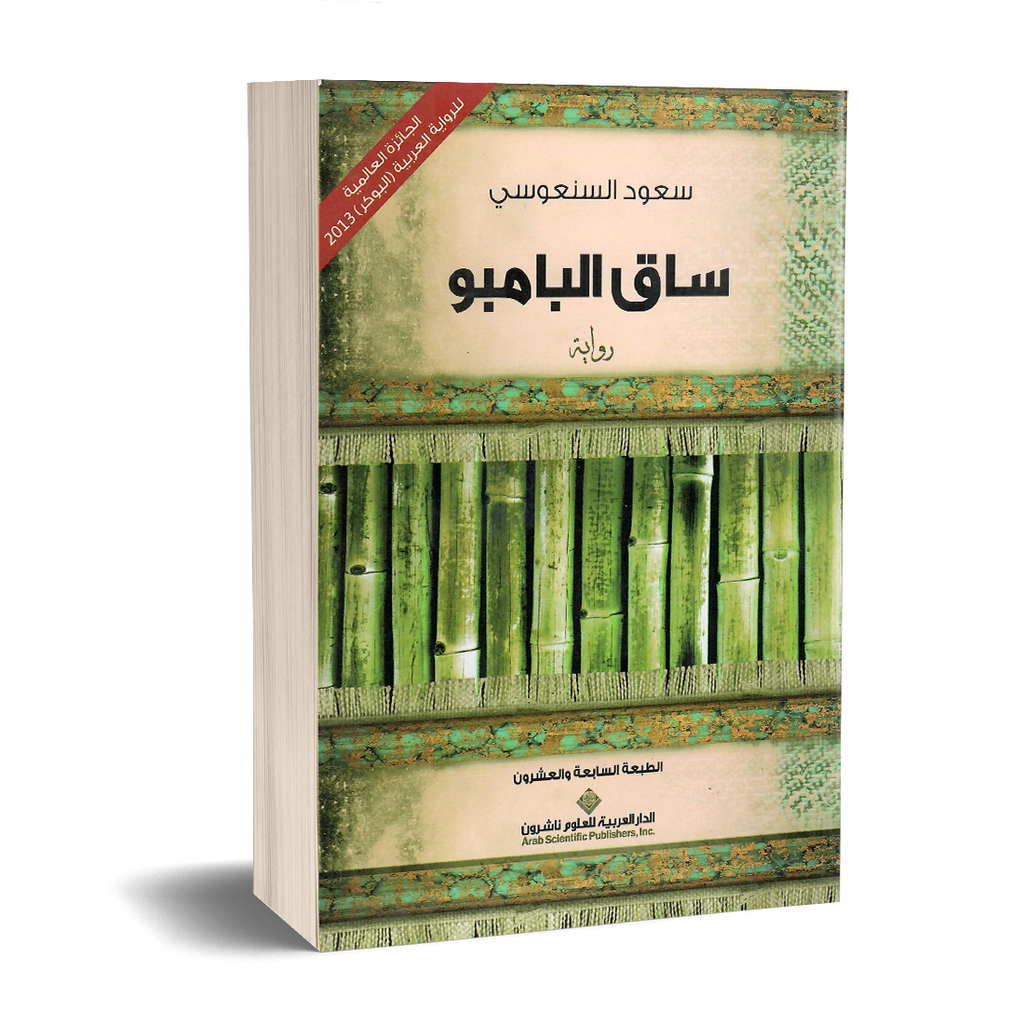 الجائزة العالمية
للرواية العربية (البوكر) 2013
سعود السنعوسي
ساق البامبو
رواية
الطبعة السابعة والعشرون
الدار العربية للعلوم ناشرون
Arab Scientific Publishers, Inc.